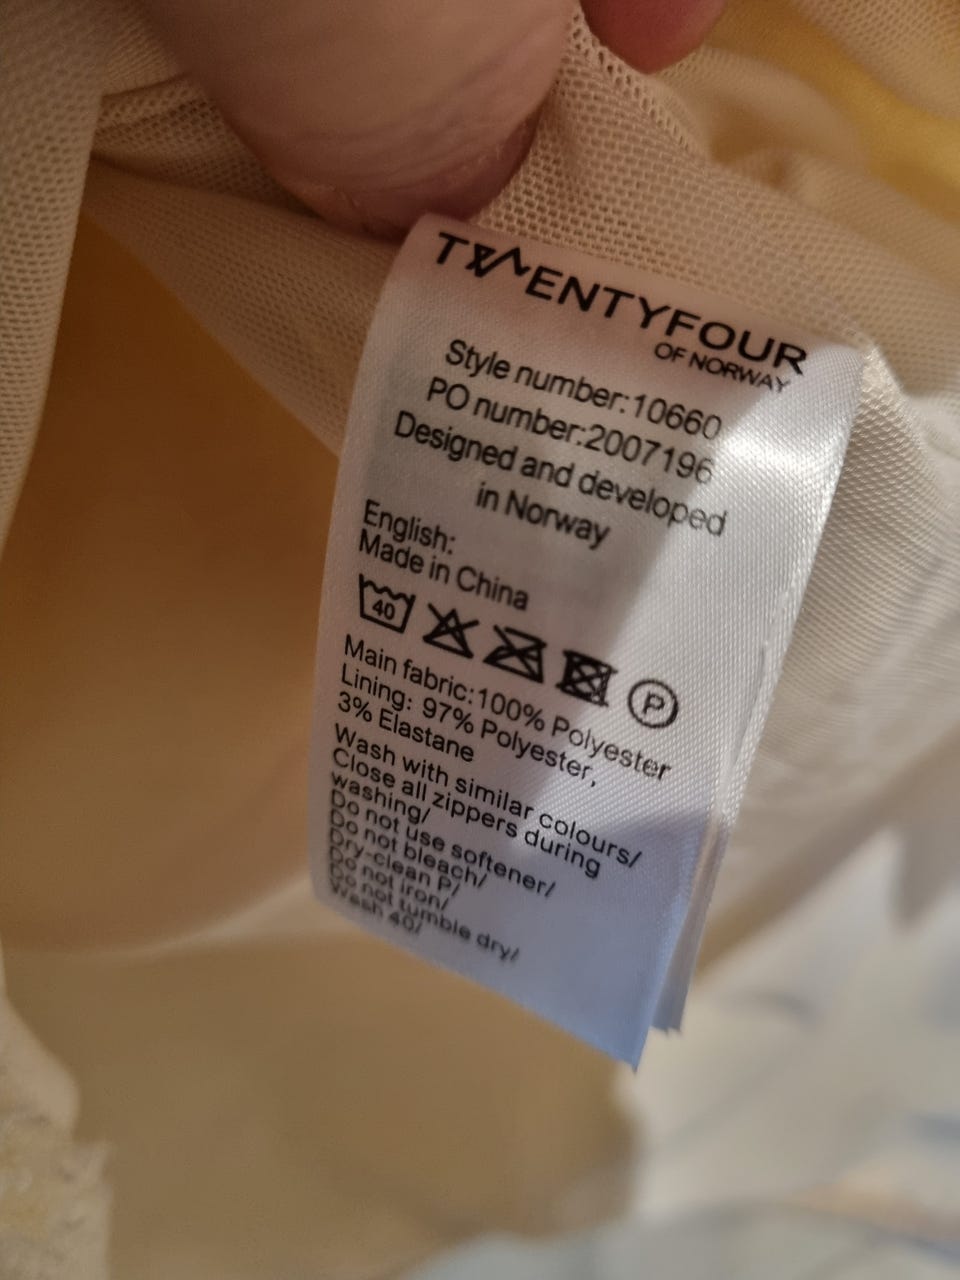 TWENTYFOUR
OF NORWAY
Style number:10660
PO number:2007196
Designed and developed
in Norway
English:
Made in China
40
P
Main fabric:100% Polyester
Lining: 97% Polyester,
3% Elastane
Wash with similar colours/
Close all zippers during
washing/
Do not use softener/
Do not bleach/
Dry-clean P/
Do not iron/
Do not tumble dry/
Wash 40/